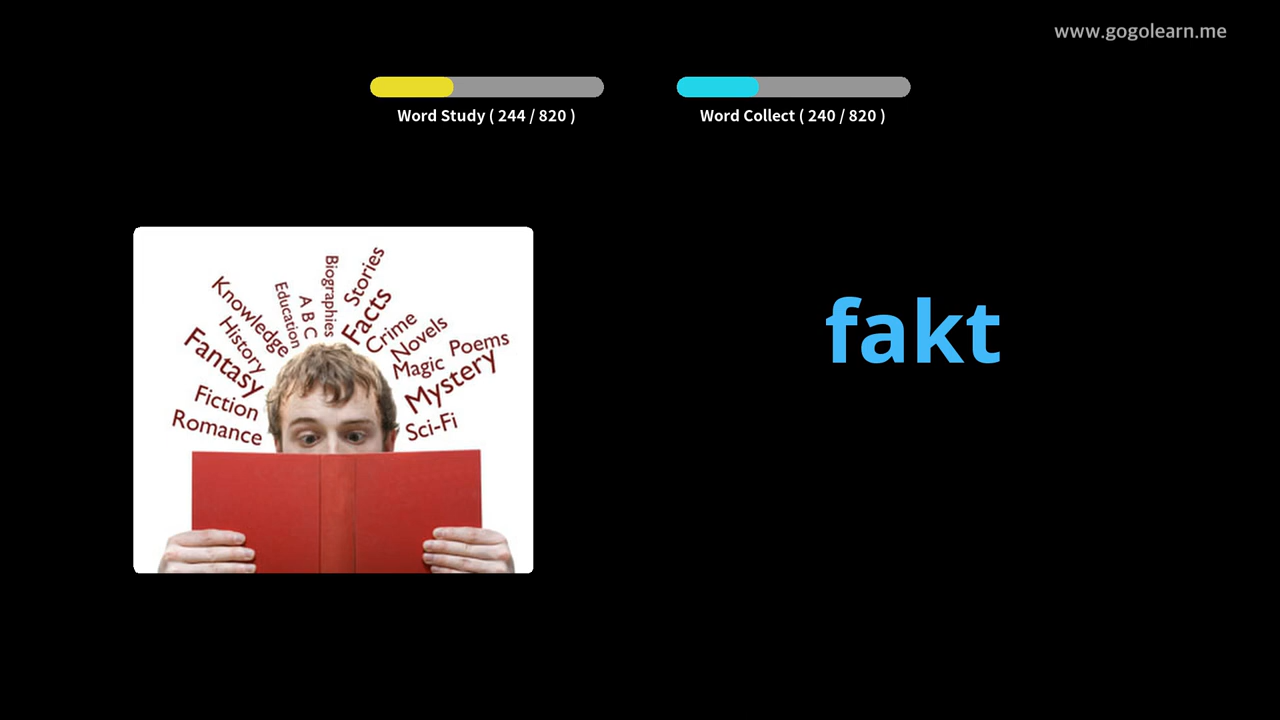 www.gogolearn.me
Word Study ( 244 / 820 )
Word Collect ( 240 / 820 )
fakt
Romance
Fiction
Fantasy
History
Knowledge
Education
A B C
Biographies
Stories
Facts
Crime
Novels
Magic
Poems
Mystery
Sci-Fi